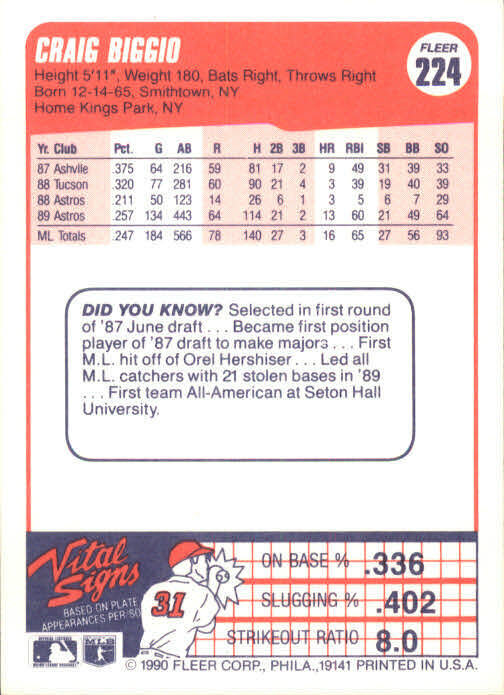 CRAIG BIGGIO
FLEER
224
Height 5'11", Weight 180, Bats Right, Throws Right
Born 12-14-65, Smithtown, NY
Home Kings Park, NY
Yr. Club Pct. G AB R H 2B 3B HR RBI SB BB SO
87 Ashvlle .375 64 216 59 81 17 2 9 49 31 39 33
88 Tucson .320 77 281 60 90 21 4 3 39 19 40 39
88 Astros .211 50 123 14 26 6 1 3 5 6 7 29
89 Astros .257 134 443 64 114 21 2 13 60 21 49 64
ML Totals .247 184 566 78 140 27 3 16 65 27 56 93
DID YOU KNOW? Selected in first round
of '87 June draft . . . Became first position
player of '87 draft to make majors . . . First
M.L. hit off of Orel Hershiser . . . Led all
M.L. catchers with 21 stolen bases in '89
. . . First team All-American at Seton Hall
University.
Vital
Signs
BASED ON PLATE
APPEARANCES PER '60
31
ON BASE % .336
SLUGGING % .402
STRIKEOUT RATIO 8.0
MLB
© 1990 FLEER CORP., PHILA., 19141 PRINTED IN U.S.A.